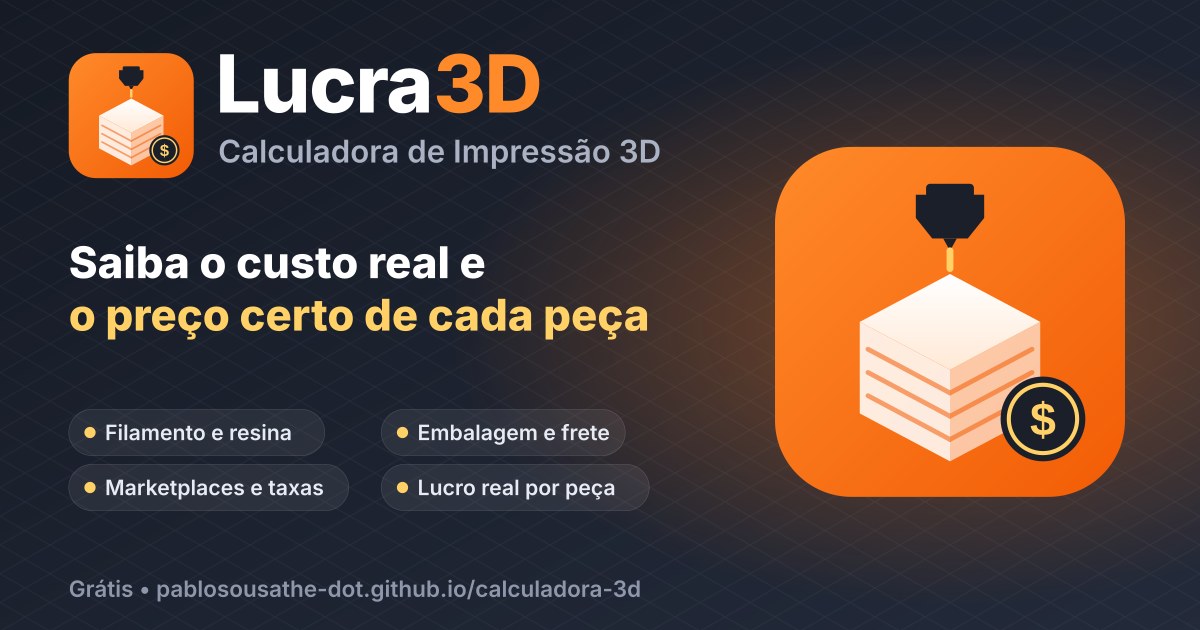 Lucra3D
Calculadora de Impressão 3D
Saiba o custo real e
o preço certo de cada peça
Filamento e resina
Embalagem e frete
Marketplaces e taxas
Lucro real por peça
Grátis • pablosousathe-dot.github.io/calculadora-3d
$
$